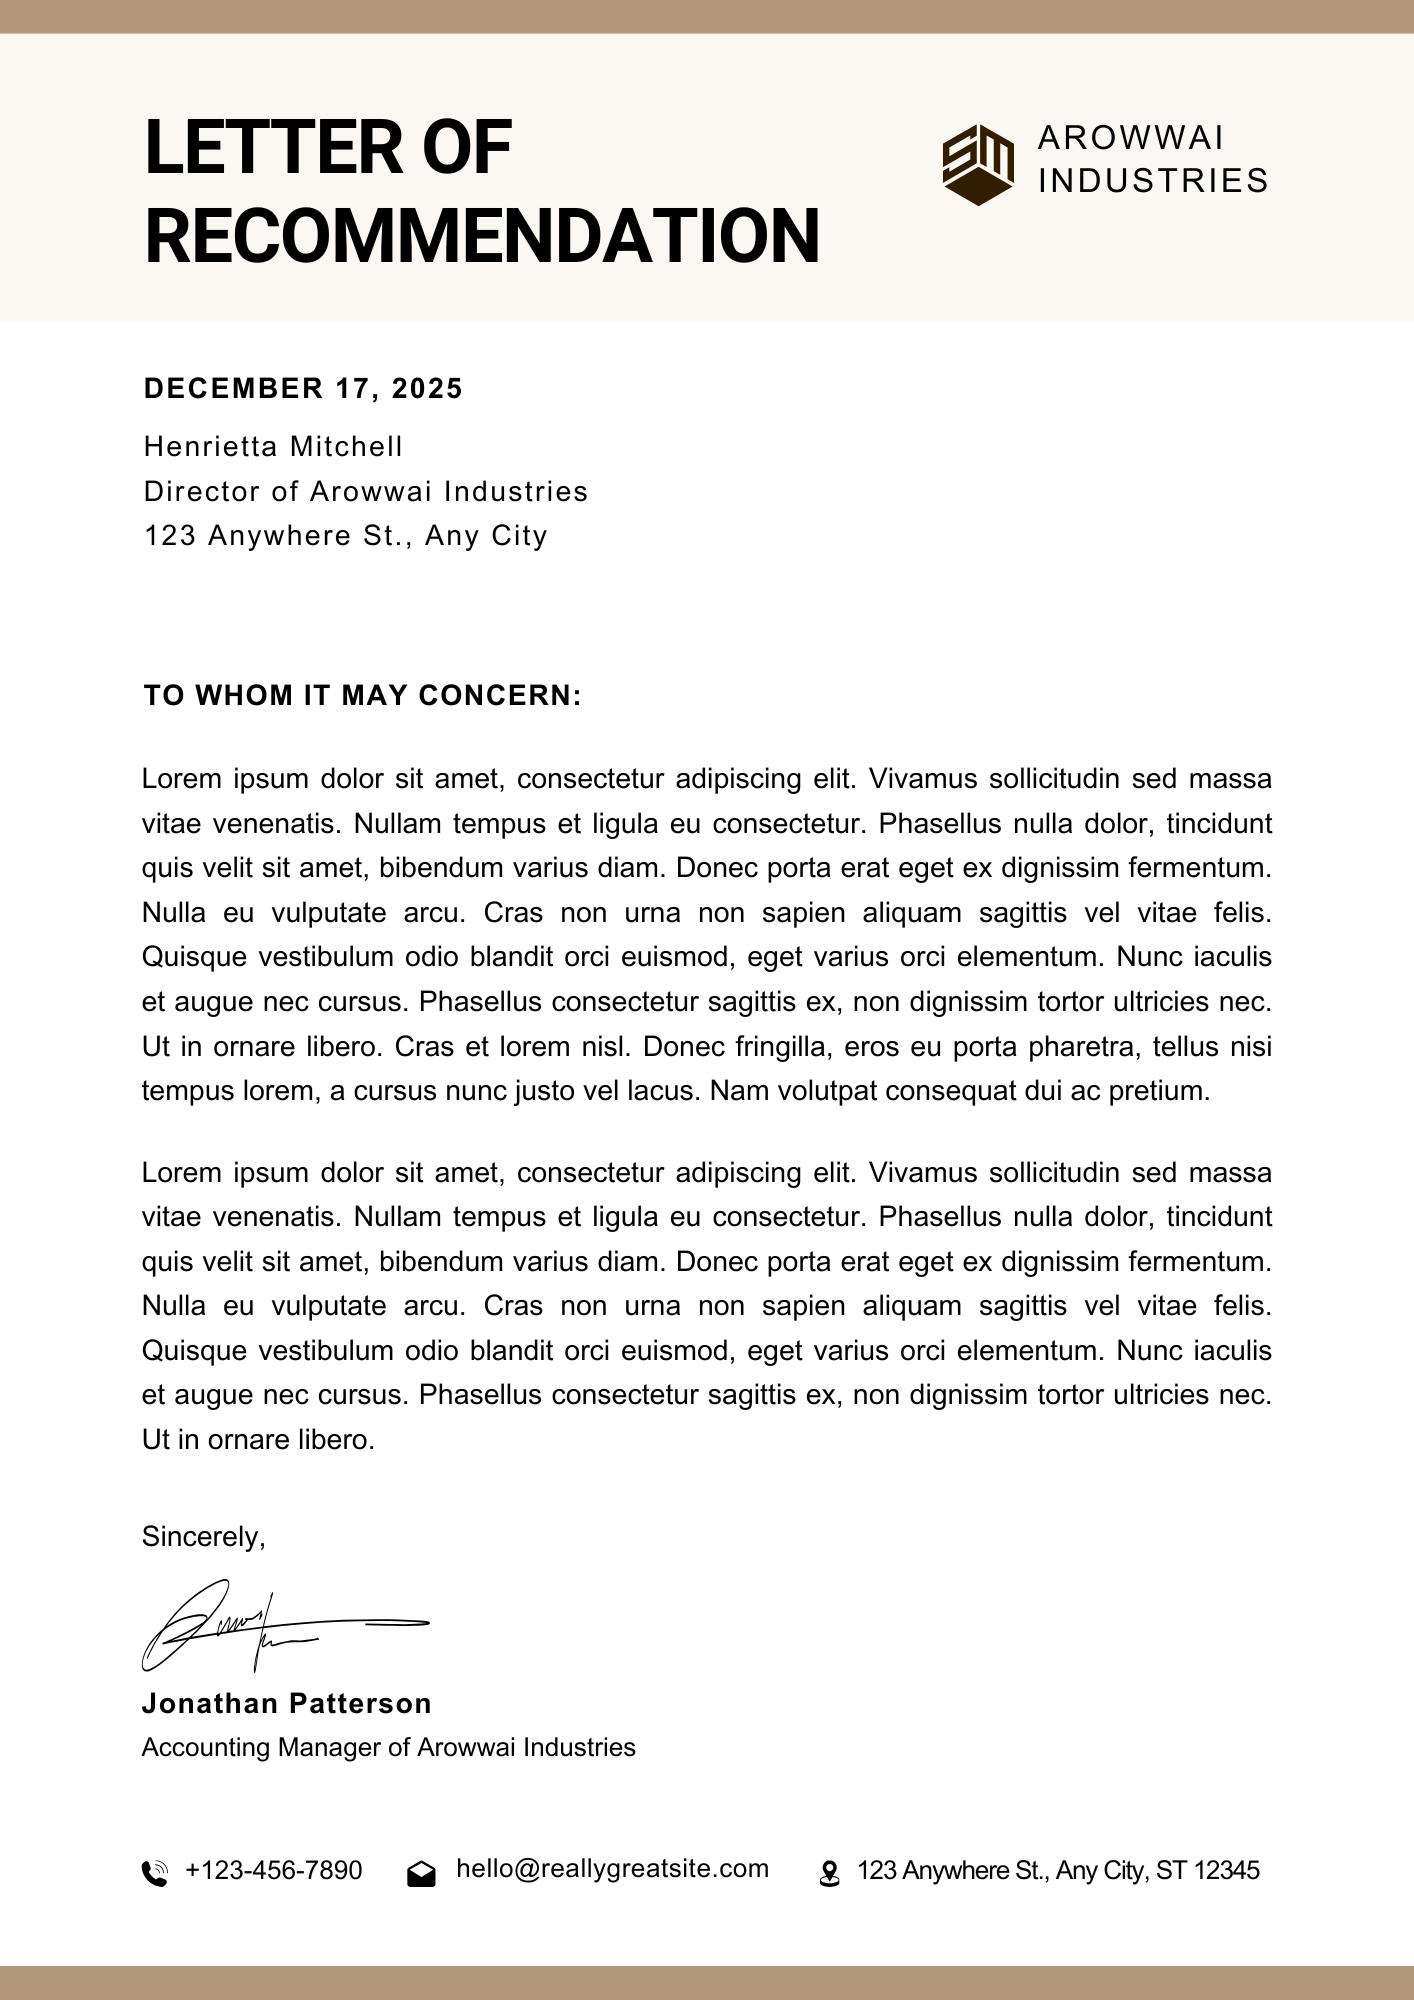 LETTER OF
RECOMMENDATION
AROWWAI
INDUSTRIES
DECEMBER 17, 2025
Henrietta Mitchell
Director of Arowwai Industries
123 Anywhere St., Any City
TO WHOM IT MAY CONCERN:
Lorem ipsum dolor sit amet, consectetur adipiscing elit. Vivamus sollicitudin sed massa
vitae venenatis. Nullam tempus et ligula eu consectetur. Phasellus nulla dolor, tincidunt
quis velit sit amet, bibendum varius diam. Donec porta erat eget ex dignissim fermentum.
Nulla eu vulputate arcu. Cras non urna non sapien aliquam sagittis vel vitae felis.
Quisque vestibulum odio blandit orci euismod, eget varius orci elementum. Nunc iaculis
et augue nec cursus. Phasellus consectetur sagittis ex, non dignissim tortor ultricies nec.
Ut in ornare libero. Cras et lorem nisl. Donec fringilla, eros eu porta pharetra, tellus nisi
tempus lorem, a cursus nunc justo vel lacus. Nam volutpat consequat dui ac pretium.
Lorem ipsum dolor sit amet, consectetur adipiscing elit. Vivamus sollicitudin sed massa
vitae venenatis. Nullam tempus et ligula eu consectetur. Phasellus nulla dolor, tincidunt
quis velit sit amet, bibendum varius diam. Donec porta erat eget ex dignissim fermentum.
Nulla eu vulputate arcu. Cras non urna non sapien aliquam sagittis vel vitae felis.
Quisque vestibulum odio blandit orci euismod, eget varius orci elementum. Nunc iaculis
et augue nec cursus. Phasellus consectetur sagittis ex, non dignissim tortor ultricies nec.
Ut in ornare libero.
Sincerely,
Jonathan Patterson
Accounting Manager of Arowwai Industries
+123-456-7890 hello@reallygreatsite.com 123 Anywhere St., Any City, ST 12345